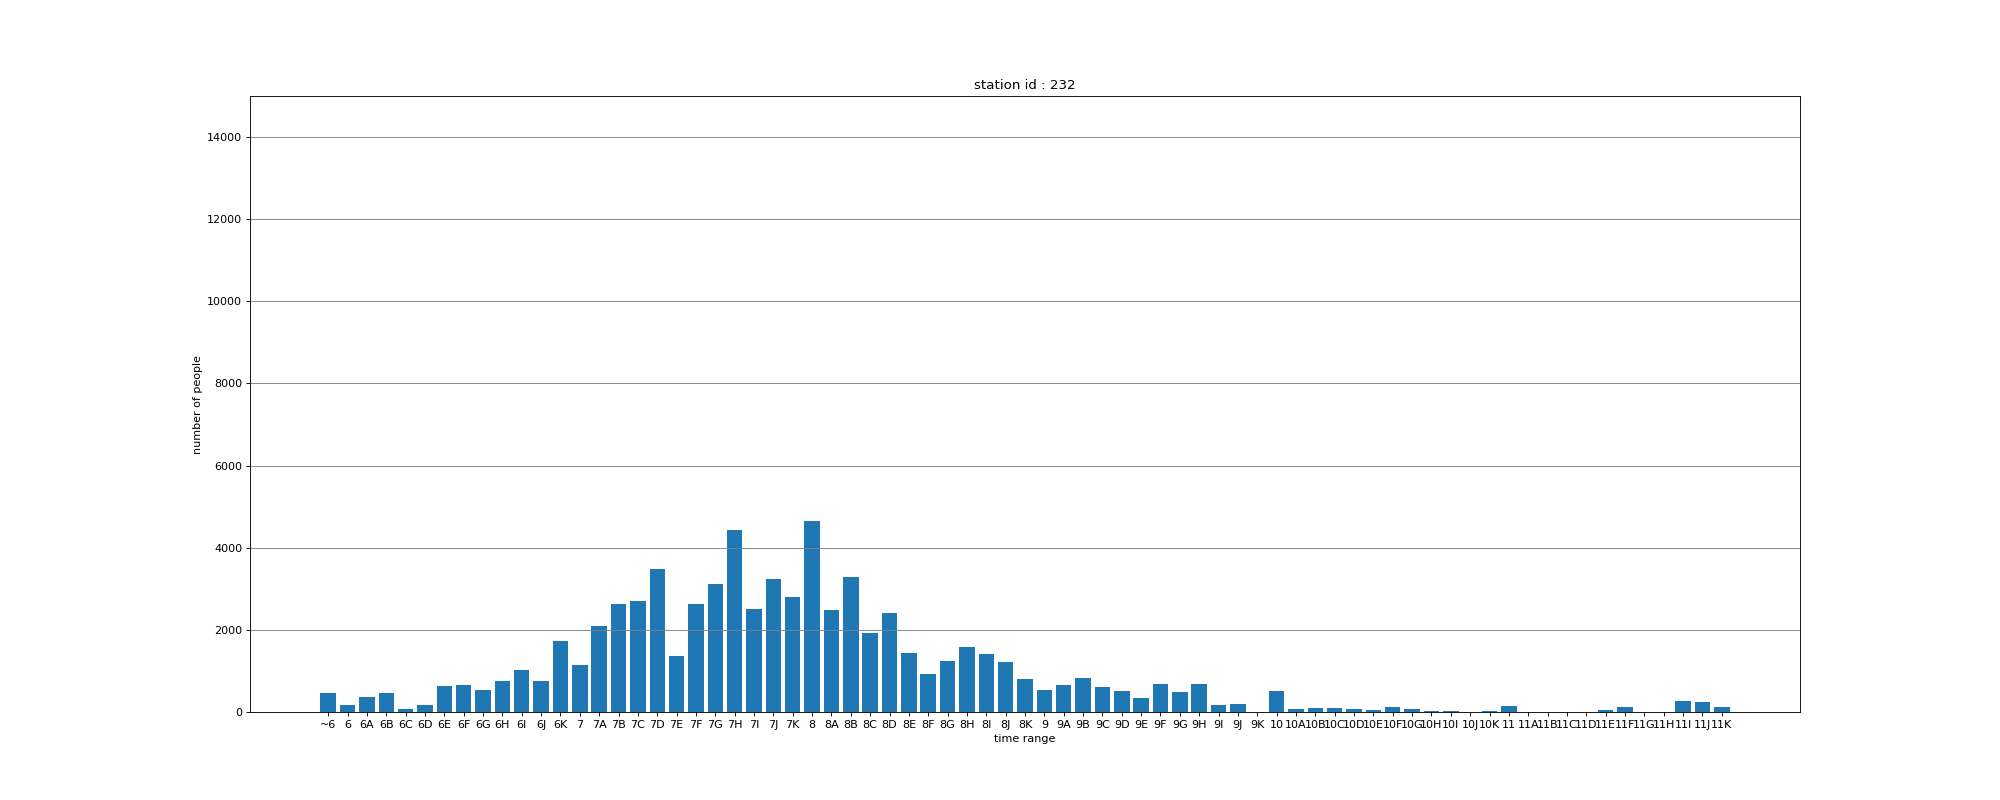 station id : 232
14000
12000
10000
8000
6000
4000
2000
0
number of people
~6 6 6A 6B 6C 6D 6E 6F 6G 6H 6I 6J 6K 7 7A 7B 7C 7D 7E 7F 7G 7H 7I 7J 7K 8 8A 8B 8C 8D 8E 8F 8G 8H 8I 8J 8K 9 9A 9B 9C 9D 9E 9F 9G 9H 9I 9J 9K 10 10A 10B 10C 10D 10E 10F 10G 10H 10I 10J 10K 11 11A 11B 11C 11D 11E 11F 11G 11H 11I 11J 11K
time range